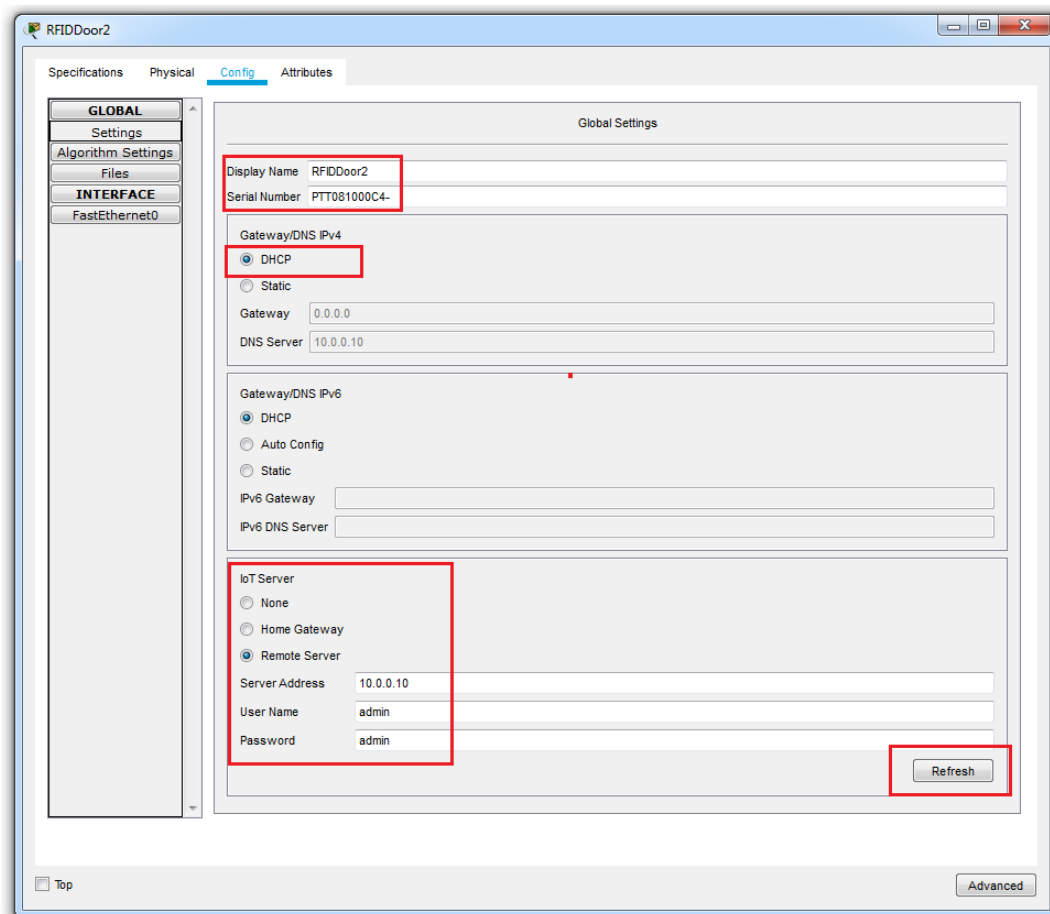 RFIDDoor2
Specifications Physical Config Attributes
GLOBAL
Settings
Algorithm Settings
Files
INTERFACE
FastEthernet0
Global Settings
Display Name RFIDDoor2
Serial Number PTT081000C4-
Gateway/DNS IPv4
DHCP
Static
Gateway 0.0.0.0
DNS Server 10.0.0.10
Gateway/DNS IPv6
DHCP
Auto Config
Static
IPv6 Gateway
IPv6 DNS Server
IoT Server
None
Home Gateway
Remote Server
Server Address 10.0.0.10
User Name admin
Password admin
Refresh
Top Advanced